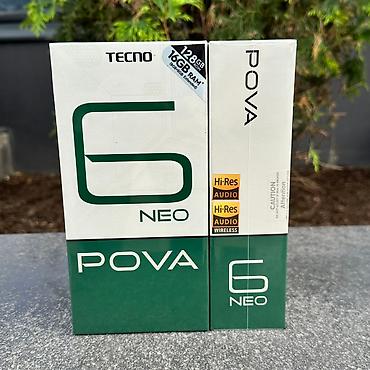 TECNO
128GB
16GB RAM*
6
NEO
POVA
POVA
Hi-Res
AUDIO
Hi-Res
AUDIO
WIRELESS
CAUTION
Attention
6
NEO